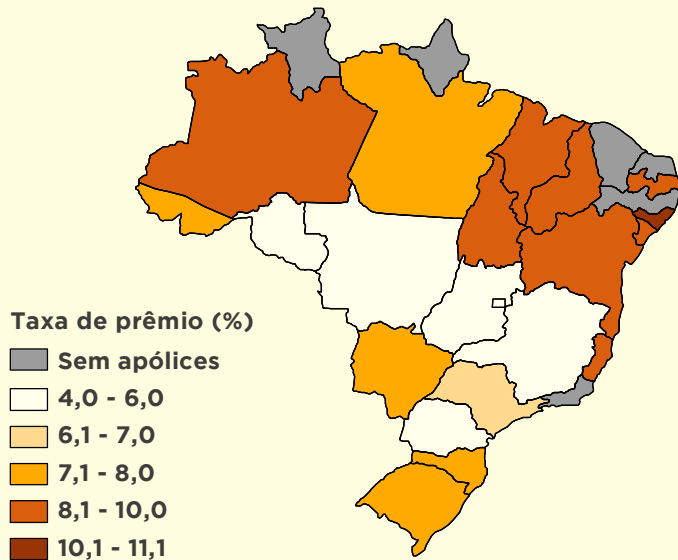 Taxa de prêmio (%)
Sem apólices
4,0 - 6,0
6,1 - 7,0
7,1 - 8,0
8,1 - 10,0
10,1 - 11,1